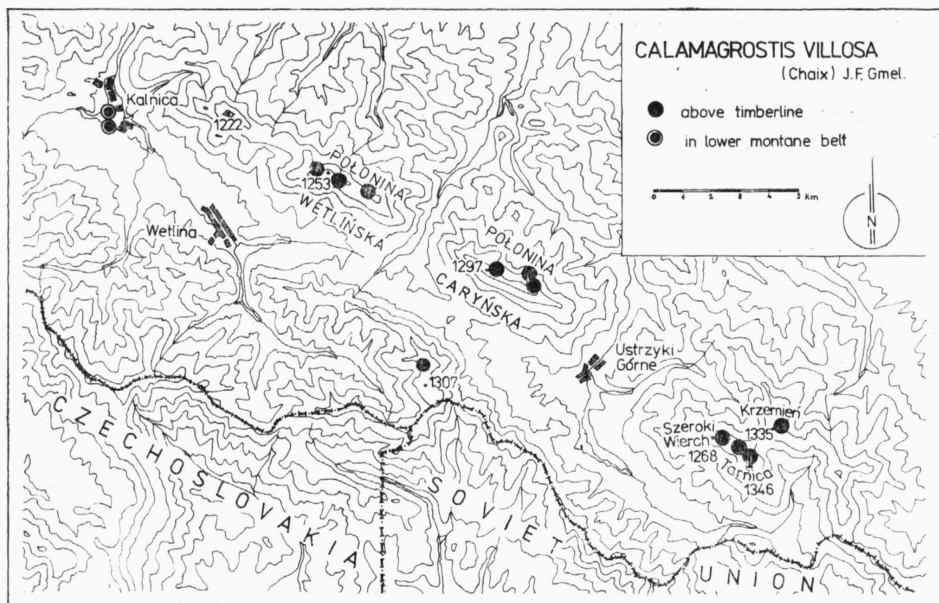 CALAMAGROSTIS VILLOSA
(Chaix) J.F. Gmel.
above timberline
in lower montane belt
0 1 2 3 4 5
Km
N
Kalnica
1222
POŁONINA
1253
WETLIŃSKA
Wetlina
POŁONINA
1297
CARYŃSKA
Ustrzyki
Górne
1307
Krzemień
1335
Szeroki
Wierch
1268
Tarnica
1346
CZECHOSLOVAKIA
SOVIET
UNION